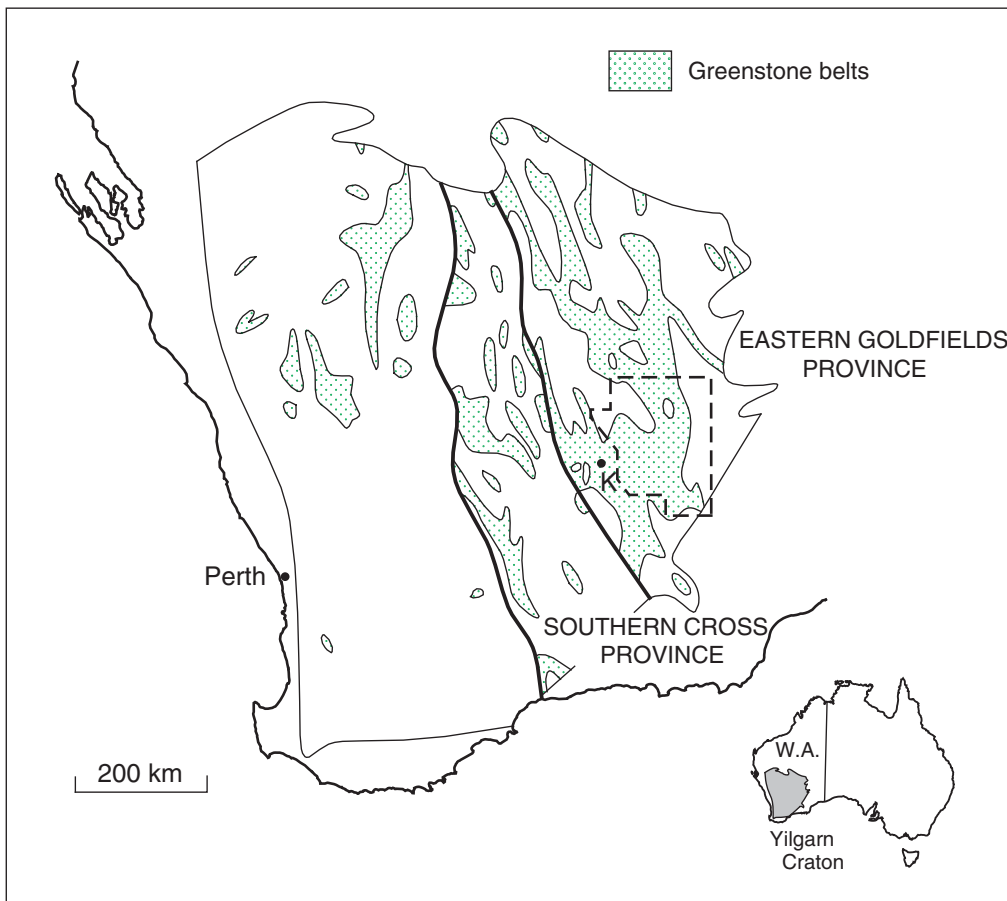 Greenstone belts
EASTERN GOLDFIELDS
PROVINCE
K
Perth
SOUTHERN CROSS
PROVINCE
200 km
W.A.
Yilgarn
Craton